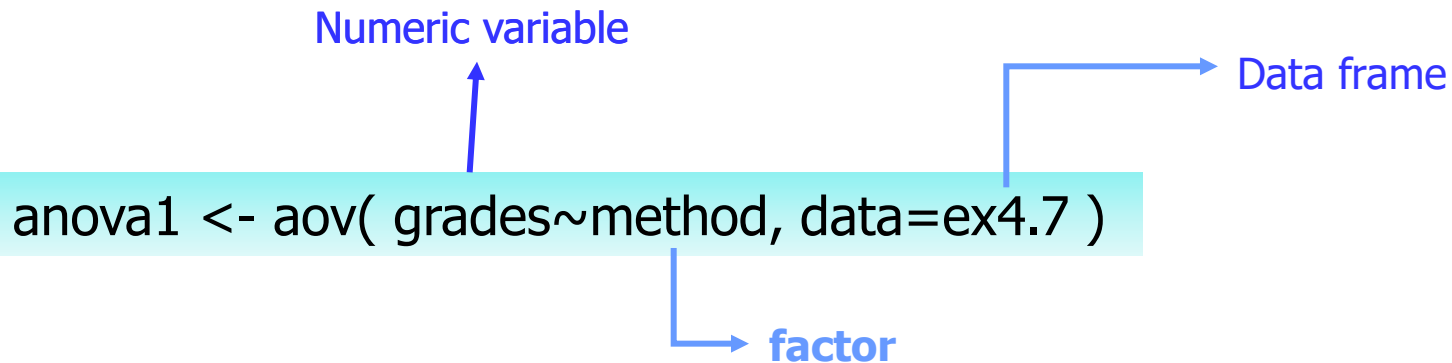 Numeric variable
Data frame
anova1 <- aov( grades~method, data=ex4.7 )
factor